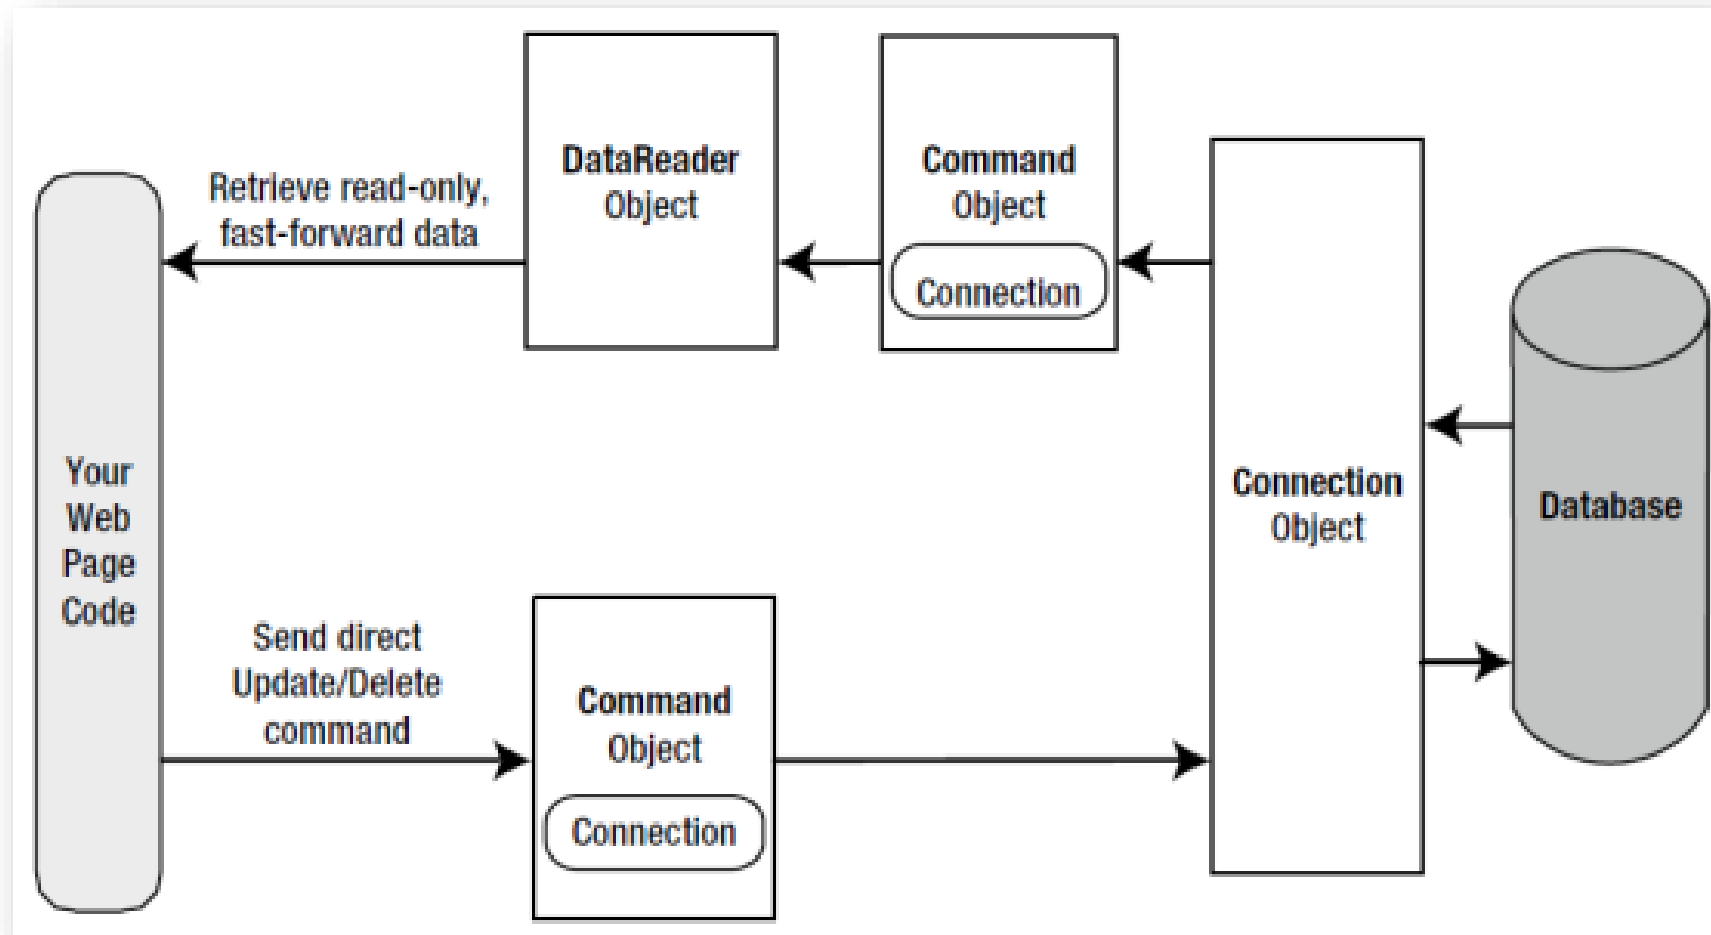 DataReader
Object
Command
Object
Connection
Retrieve read-only,
fast-forward data
Your
Web
Page
Code
Connection
Object
Database
Send direct
Update/Delete
command
Command
Object
Connection